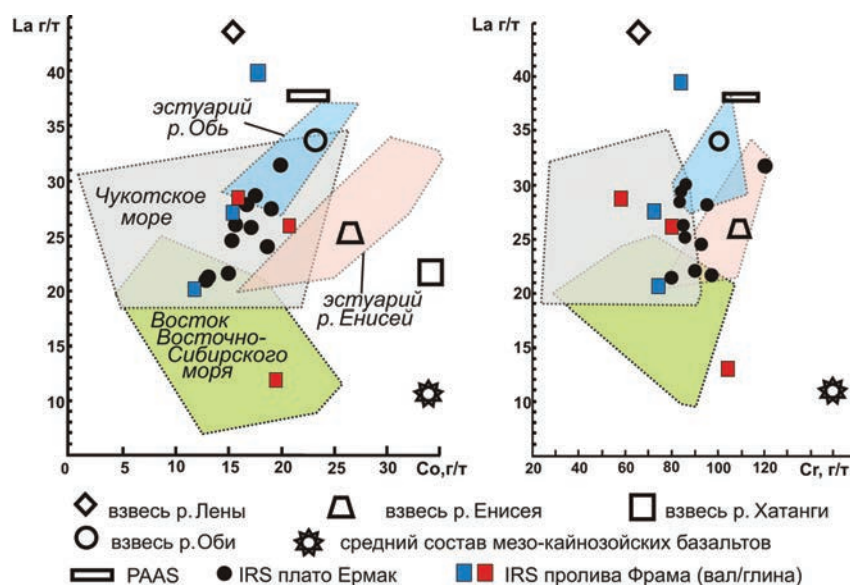 La г/т
40
35
30
25
20
15
10
0
5
10
15
20
25
30
35
Co,г/т
эстуарий
р. Обь
Чукотское
море
эстуарий
р. Енисей
Восток
Восточно-
Сибирского
моря
La г/т
40
35
30
25
20
15
10
20
40
60
80
100
120
Cr, г/т
взвесь р. Лены
взвесь р. Енисея
взвесь р. Хатанги
взвесь р. Оби
средний состав мезо-кайнозойских базальтов
PAAS
IRS плато Ермак
IRS пролива Фрама (вал/глина)